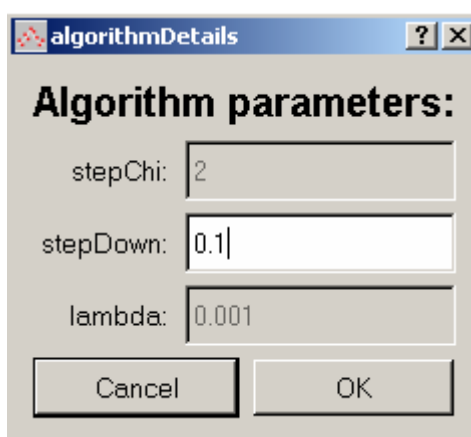 algorithmDetails ? X
Algorithm parameters:
stepChi: 2
stepDown: 0.1
lambda: 0.001
Cancel OK